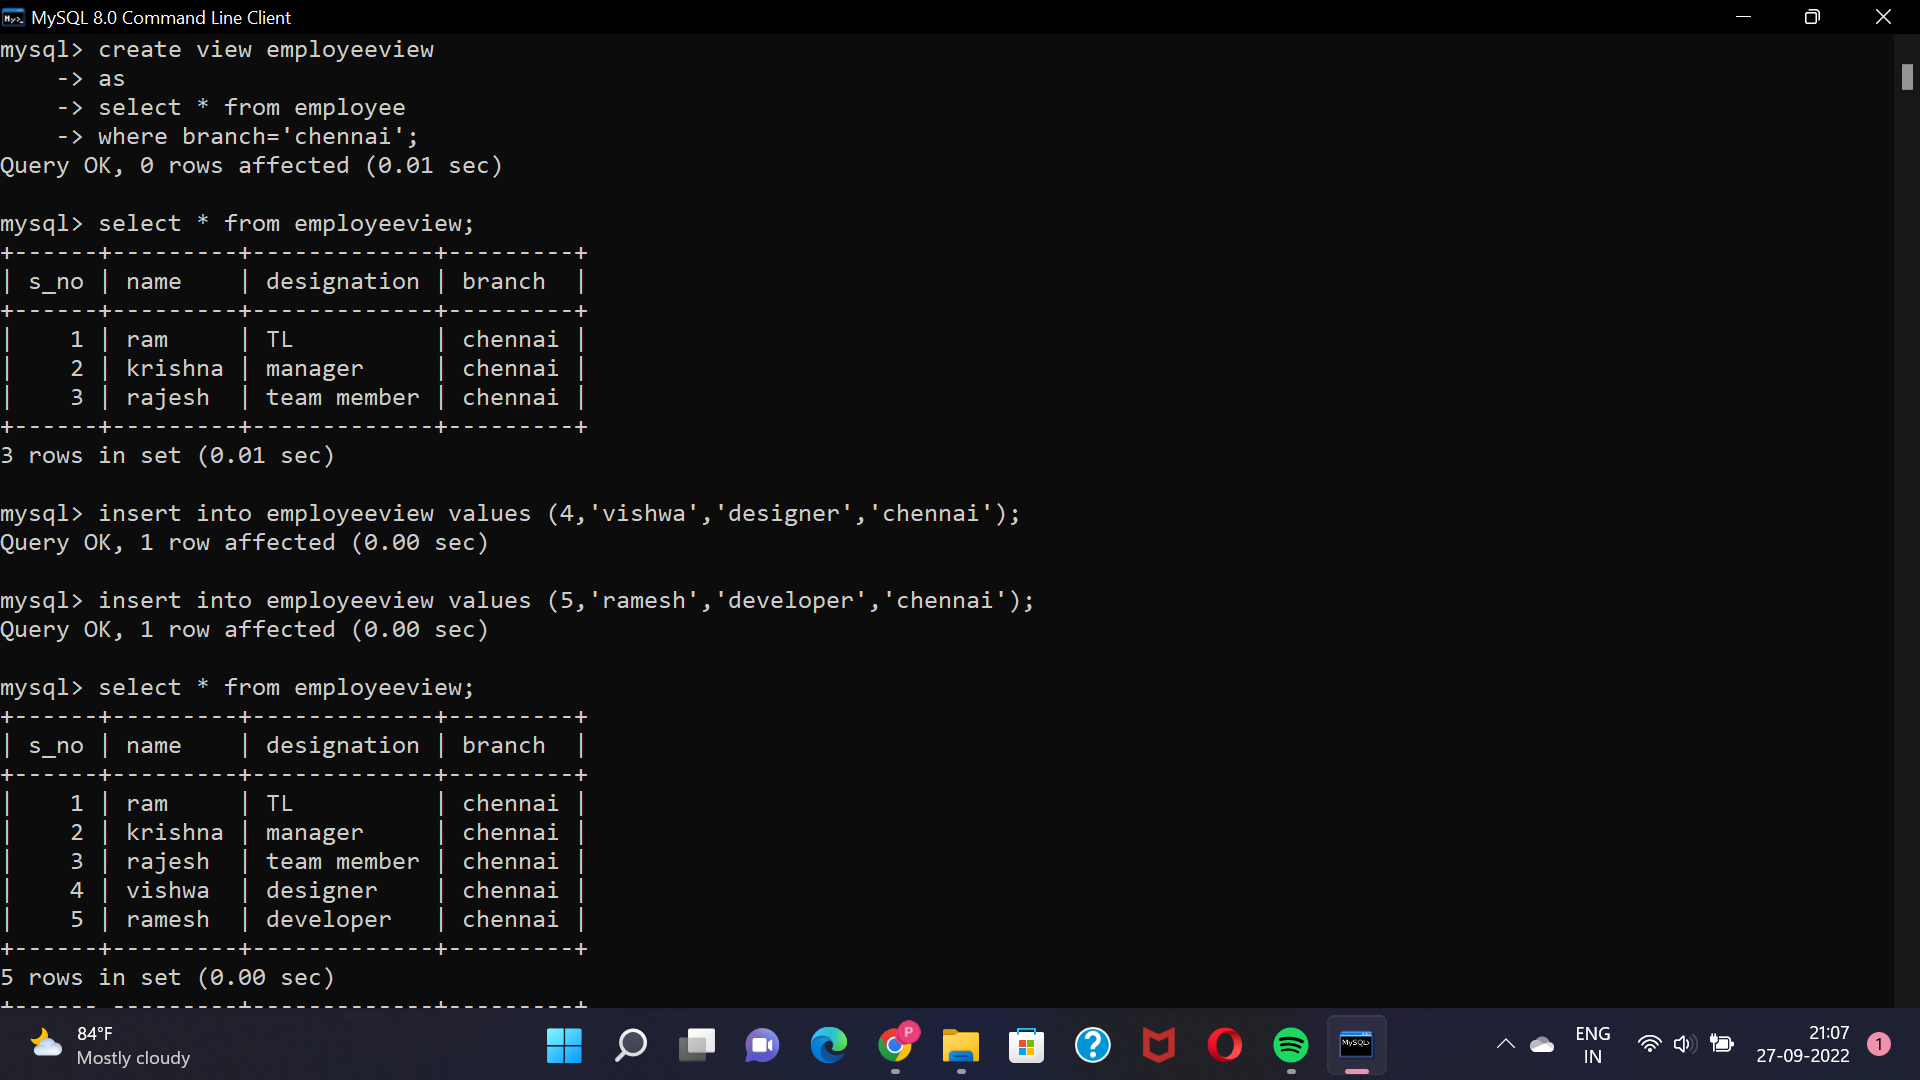 MySQL 8.0 Command Line Client
mysql> create view employeeview
    -> as
    -> select * from employee
    -> where branch='chennai';
Query OK, 0 rows affected (0.01 sec)

mysql> select * from employeeview;
+------+---------+-------------+---------+
| s_no | name    | designation | branch  |
+------+---------+-------------+---------+
|    1 | ram     | TL          | chennai |
|    2 | krishna | manager     | chennai |
|    3 | rajesh  | team member | chennai |
+------+---------+-------------+---------+
3 rows in set (0.01 sec)

mysql> insert into employeeview values (4,'vishwa','designer','chennai');
Query OK, 1 row affected (0.00 sec)

mysql> insert into employeeview values (5,'ramesh','developer','chennai');
Query OK, 1 row affected (0.00 sec)

mysql> select * from employeeview;
+------+---------+-------------+---------+
| s_no | name    | designation | branch  |
+------+---------+-------------+---------+
|    1 | ram     | TL          | chennai |
|    2 | krishna | manager     | chennai |
|    3 | rajesh  | team member | chennai |
|    4 | vishwa  | designer    | chennai |
|    5 | ramesh  | developer   | chennai |
+------+---------+-------------+---------+
5 rows in set (0.00 sec)
+------ ---------+-------------+---------+
84°F
Mostly cloudy
P
?
MySQL>
ENG
IN
21:07
27-09-2022
1